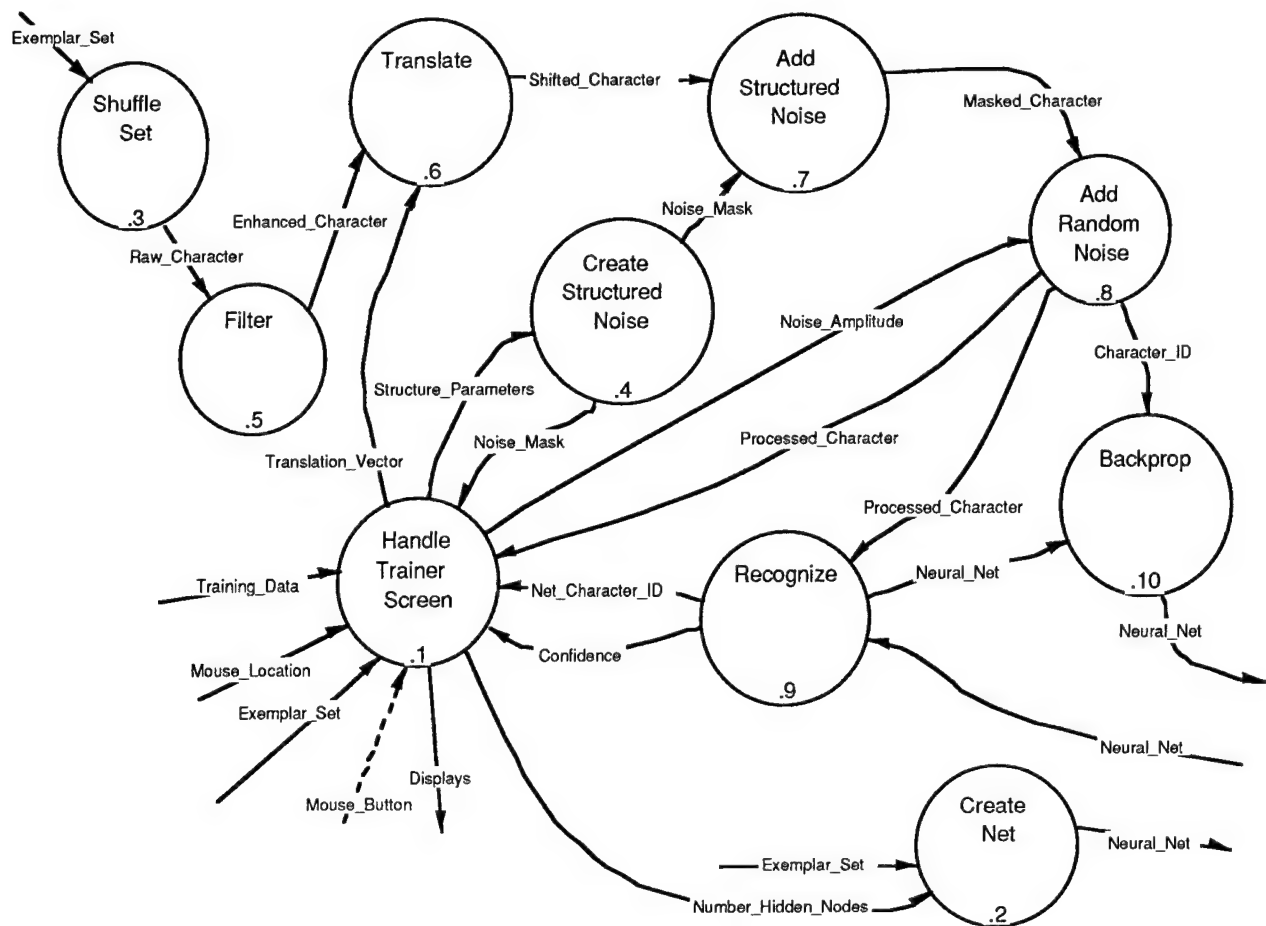 Exemplar_Set
Shuffle
Set
.3
Raw_Character
Filter
.5
Enhanced_Character
Translate
.6
Shifted_Character
Add
Structured
Noise
.7
Masked_Character
Add
Random
Noise
.8
Noise_Mask
Create
Structured
Noise
.4
Noise_Amplitude
Character_ID
Structure_Parameters
Noise_Mask
Translation_Vector
Processed_Character
Processed_Character
Backprop
.10
Neural_Net
Handle
Trainer
Screen
.1
Training_Data
Mouse_Location
Exemplar_Set
Mouse_Button
Displays
Net_Character_ID
Confidence
Recognize
.9
Neural_Net
Neural_Net
Create
Net
.2
Exemplar_Set
Number_Hidden_Nodes
Neural_Net